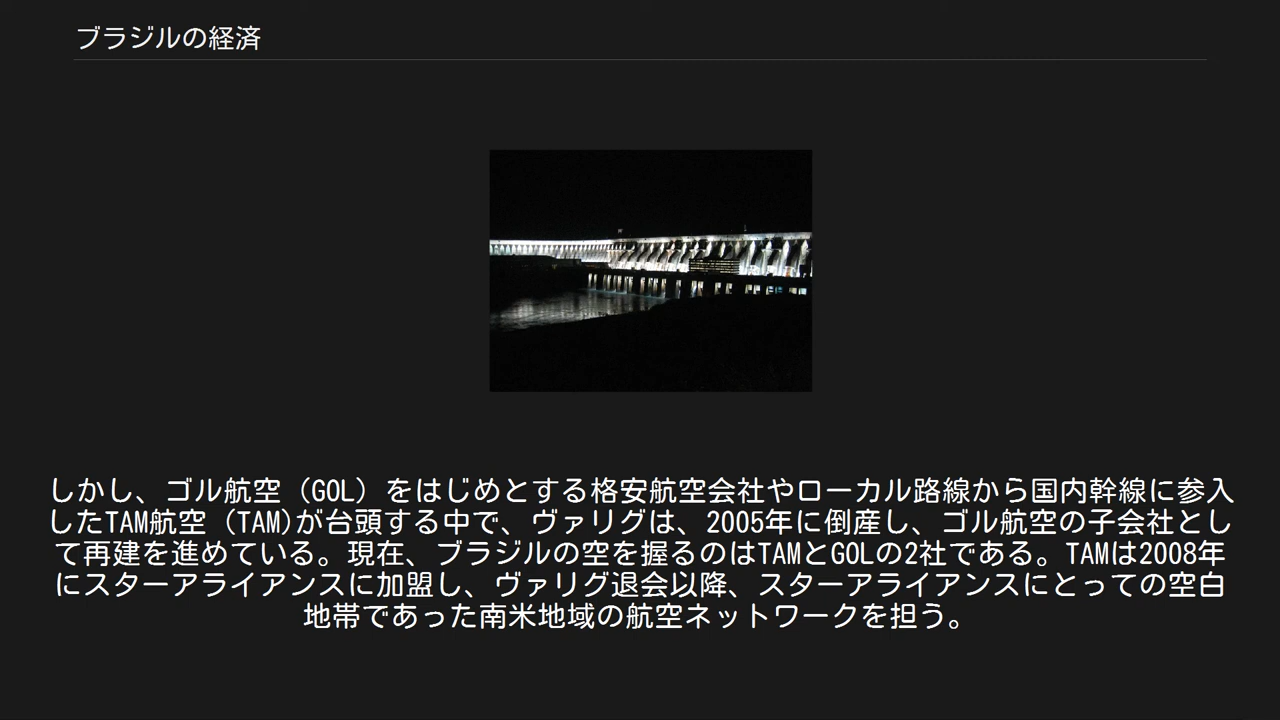 ブラジルの経済
しかし、ゴル航空（GOL）をはじめとする格安航空会社やローカル路線から国内幹線に参入
したTAM航空（TAM)が台頭する中で、ヴァリグは、2005年に倒産し、ゴル航空の子会社とし
て再建を進めている。現在、ブラジルの空を握るのはTAMとGOLの2社である。TAMは2008年
にスターアライアンスに加盟し、ヴァリグ退会以降、スターアライアンスにとっての空白
地帯であった南米地域の航空ネットワークを担う。